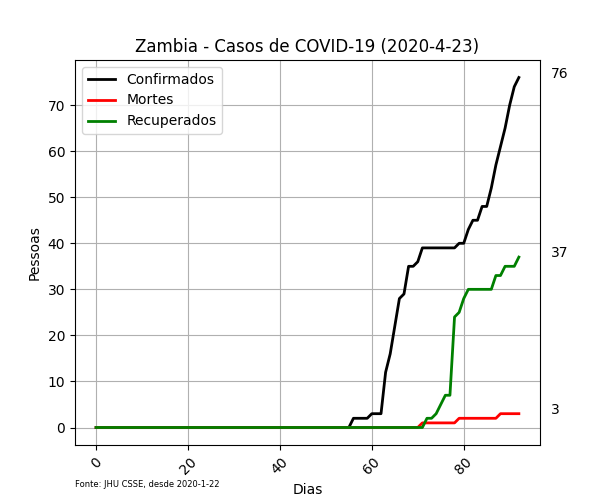 Zambia - Casos de COVID-19 (2020-4-23)
Confirmados
Mortes
Recuperados
76
37
3
Pessoas
70
60
50
40
30
20
10
0
0
20
40
60
80
Dias
Fonte: JHU CSSE, desde 2020-1-22